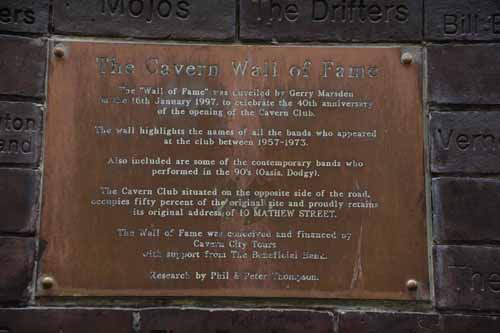 Mojos
The Drifters
Bill
The Cavern Wall of Fame
The "Wall of Fame" was unveiled by Gerry Marsden
on the 16th January 1997, to celebrate the 40th anniversary
of the opening of the Cavern Club.
The wall highlights the names of all the bands who appeared
at the club between 1957-1973.
Also included are some of the contemporary bands who
performed in the 90's (Oasis, Dodgy).
The Cavern Club situated on the opposite side of the road,
occupies fifty percent of the original site and proudly retains
its original address of 10 MATHEW STREET.
The Wall of Fame was conceived and financed by
Cavern City Tours
with support from The Beneficial Bank.
Research by Phil & Peter Thompson.
Band
Vern
The